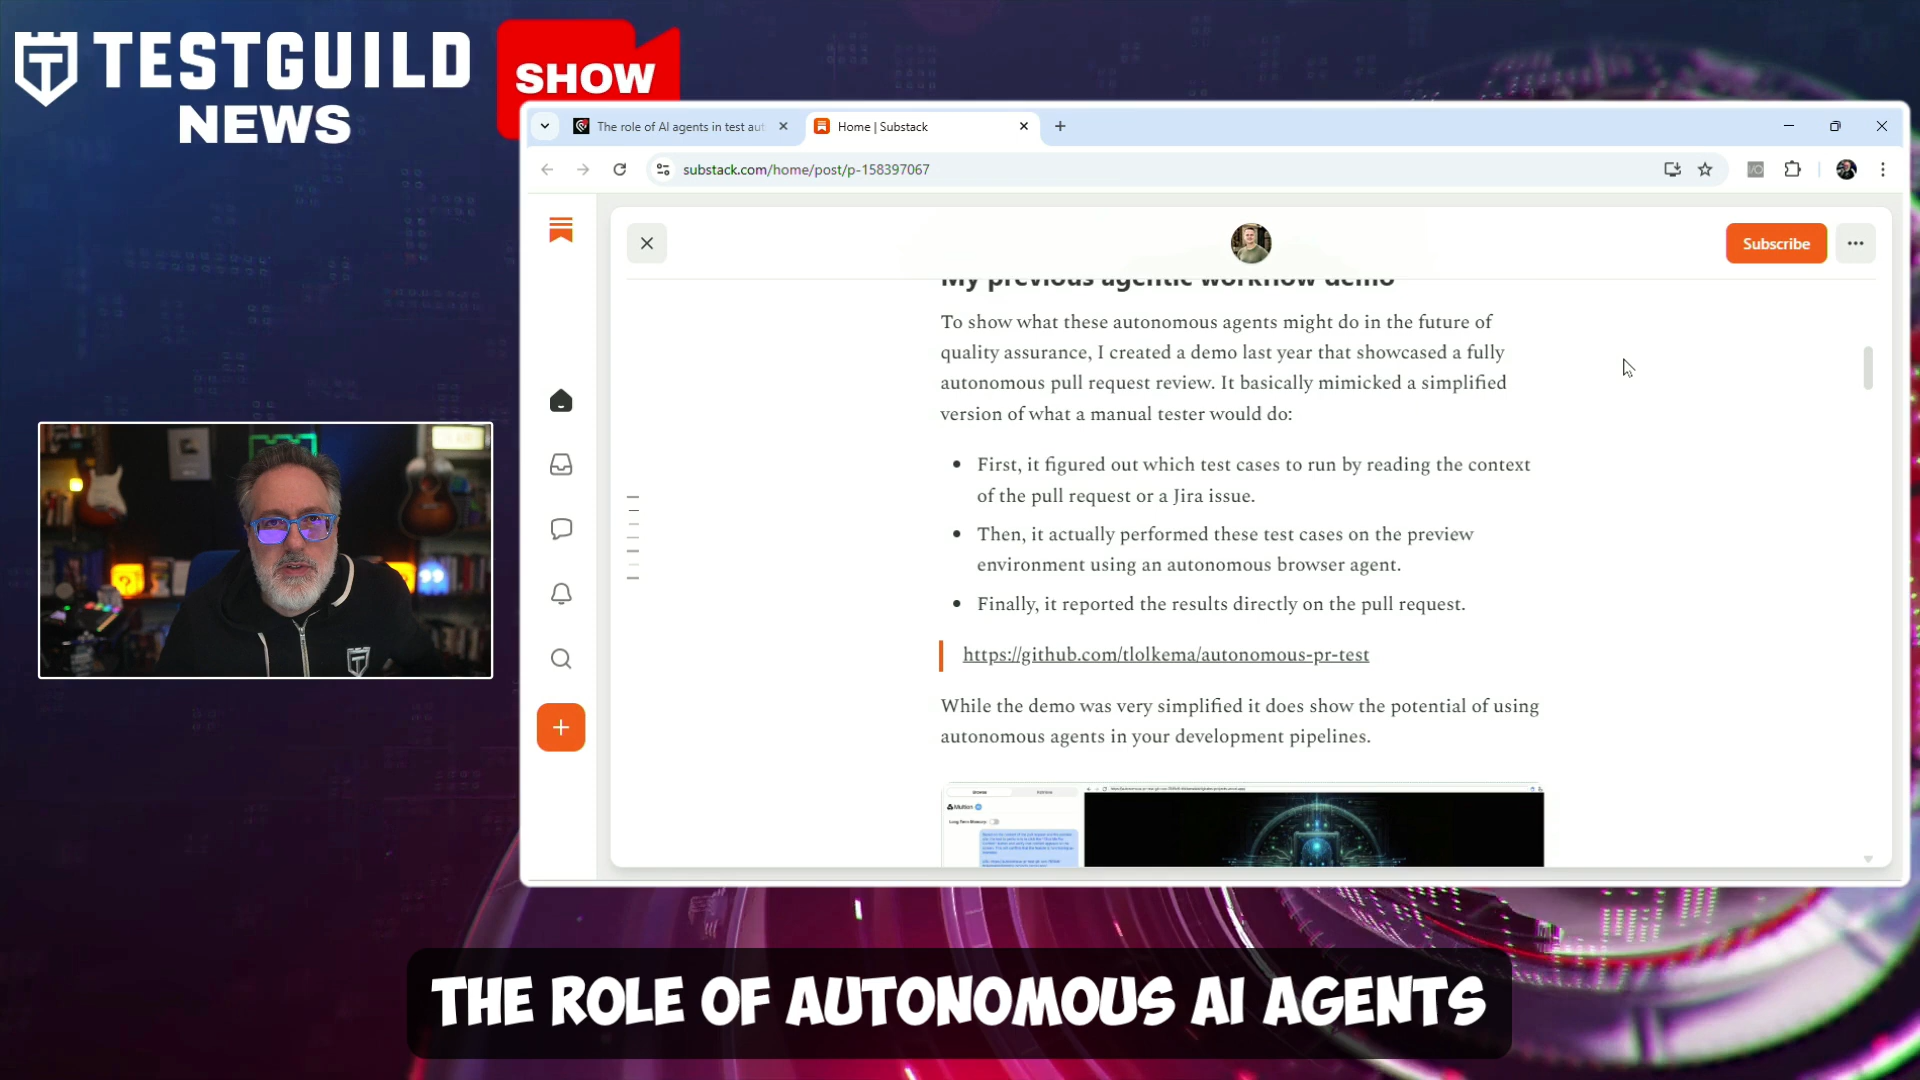 TESTGUILD
NEWS
SHOW
The role of AI agents in test aut
Home | Substack
substack.com/home/post/p-158397067
Subscribe
My previous agentic workflow demo
To show what these autonomous agents might do in the future of
quality assurance, I created a demo last year that showcased a fully
autonomous pull request review. It basically mimicked a simplified
version of what a manual tester would do:
First, it figured out which test cases to run by reading the context
of the pull request or a Jira issue.
Then, it actually performed these test cases on the preview
environment using an autonomous browser agent.
Finally, it reported the results directly on the pull request.
https://github.com/tlolkema/autonomous-pr-test
While the demo was very simplified it does show the potential of using
autonomous agents in your development pipelines.
MultiOn
THE ROLE OF AUTONOMOUS AI AGENTS